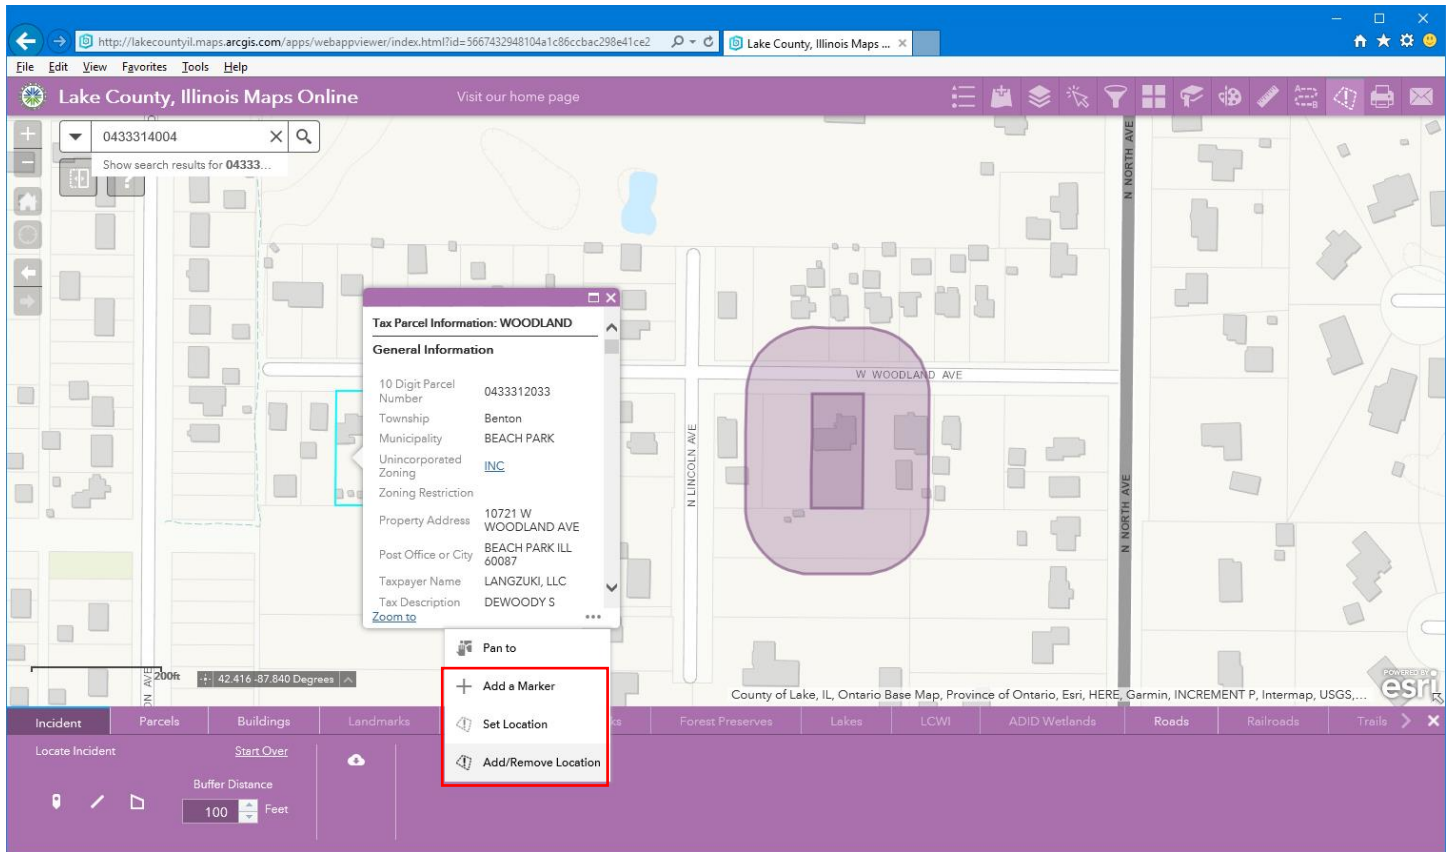 http://lakecountyil.maps.arcgis.com/apps/webappviewer/index.html?id=5667432948104a1c86ccbac298e41ce2
Lake County, Illinois Maps ...
File Edit View Favorites Tools Help
Lake County, Illinois Maps Online
Visit our home page
0433314004
Show search results for 04333...
?
N NORTH AVE
W WOODLAND AVE
N LINCOLN AVE
N NORTH AVE
Tax Parcel Information: WOODLAND
General Information
10 Digit Parcel Number 0433312033
Township Benton
Municipality BEACH PARK
Unincorporated Zoning INC
Zoning Restriction
Property Address 10721 W WOODLAND AVE
Post Office or City BEACH PARK ILL 60087
Taxpayer Name LANGZUKI, LLC
Tax Description DEWOODY S
Zoom to
Pan to
Add a Marker
Set Location
Add/Remove Location
200ft
42.416 -87.840 Degrees
ON AVE
County of Lake, IL, Ontario Base Map, Province of Ontario, Esri, HERE, Garmin, INCREMENT P, Intermap, USGS,...
POWERED BY
esri
Incident Parcels Buildings Landmarks Forest Preserves Lakes LCWI ADID Wetlands Roads Railroads Trails
Locate Incident Start Over
Buffer Distance
100 Feet